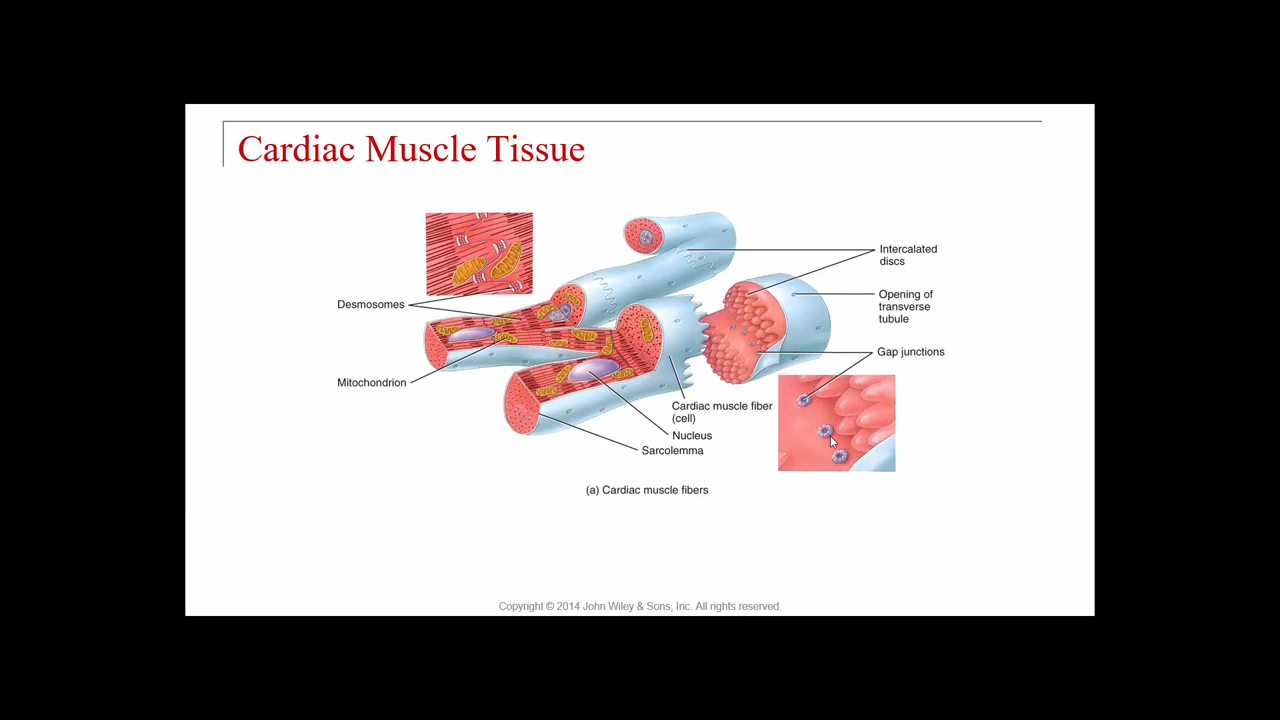 Cardiac Muscle Tissue
Intercalated
discs
Desmosomes
Opening of
transverse
tubule
Gap junctions
Mitochondrion
Cardiac muscle fiber
(cell)
Nucleus
Sarcolemma
(a) Cardiac muscle fibers
Copyright © 2014 John Wiley & Sons, Inc. All rights reserved.